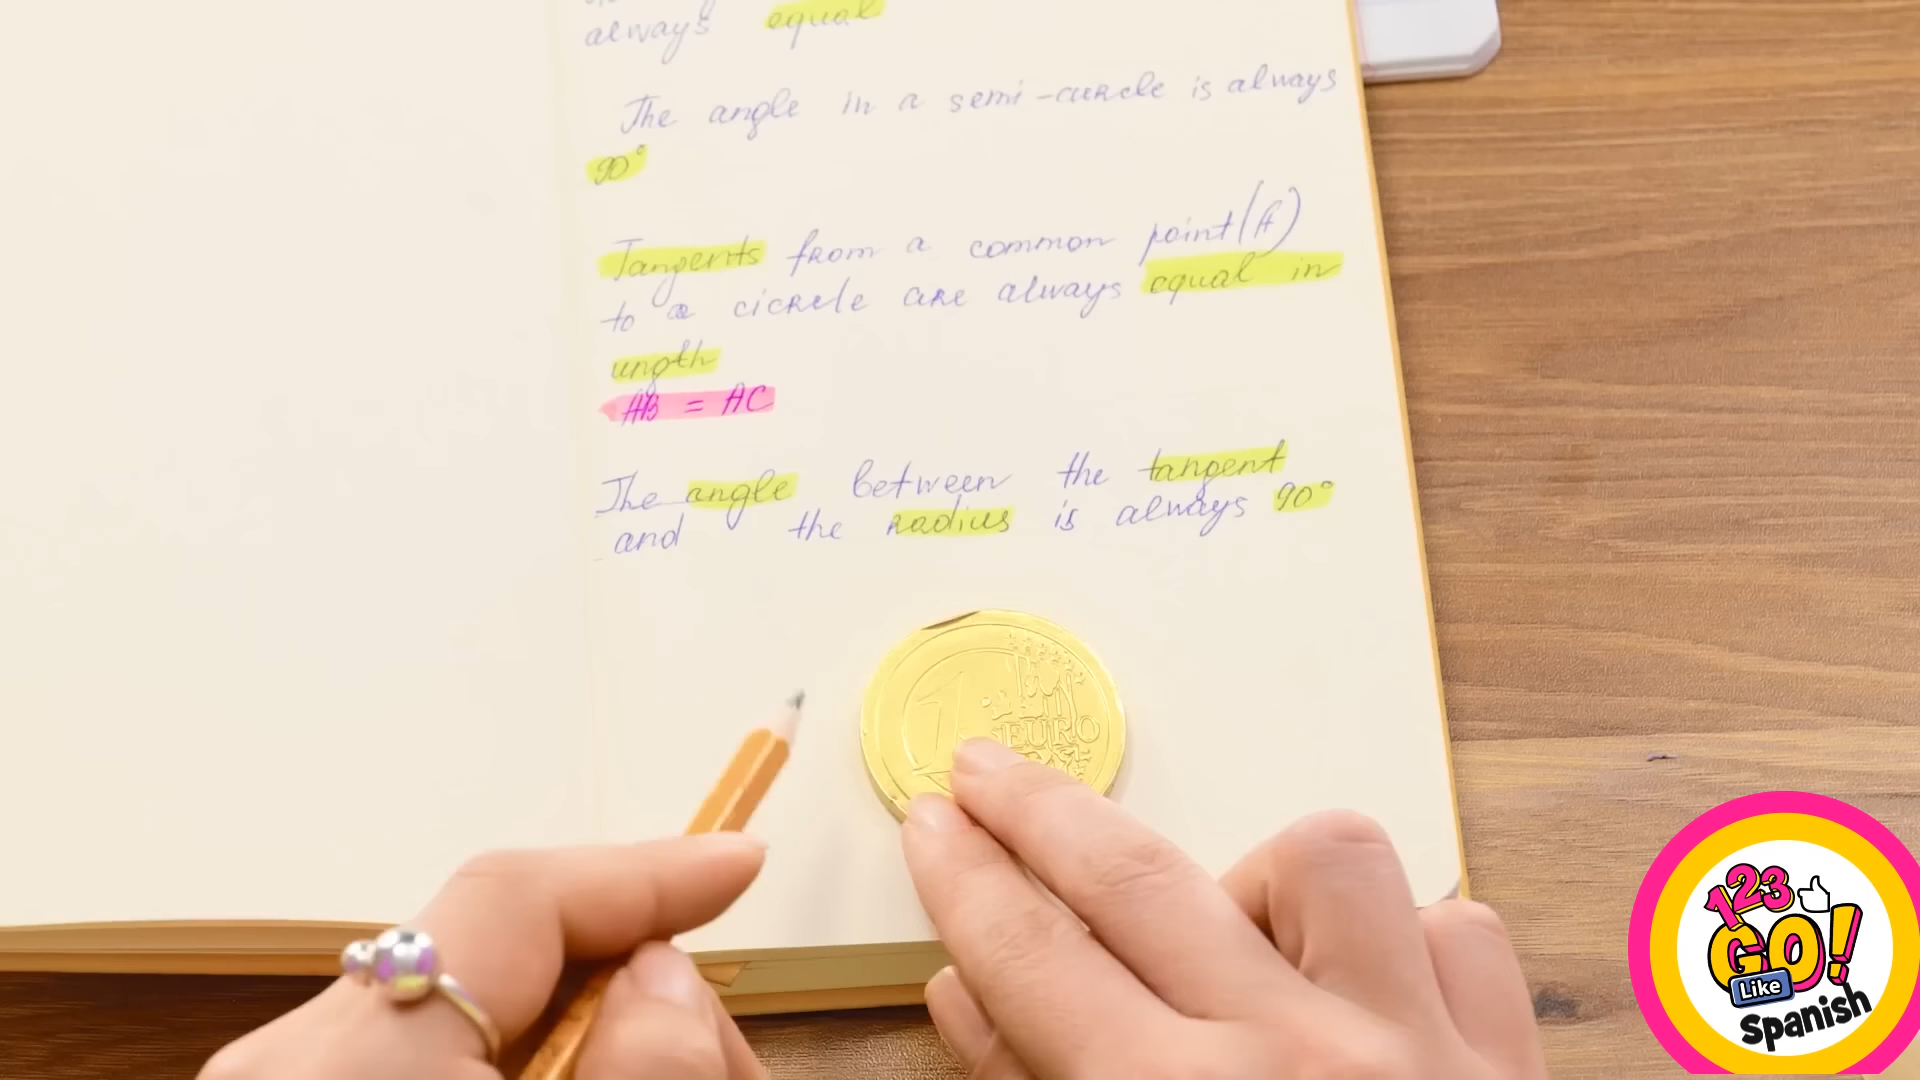 always equal
The angle in a semi-curcle is always
90°
Tangents from a common point (A)
to a cicrcle are always equal in
length
AB = AC
The angle between the tangent
and the radius is always 90°
1 EURO
123
GO!
Like
Spanish